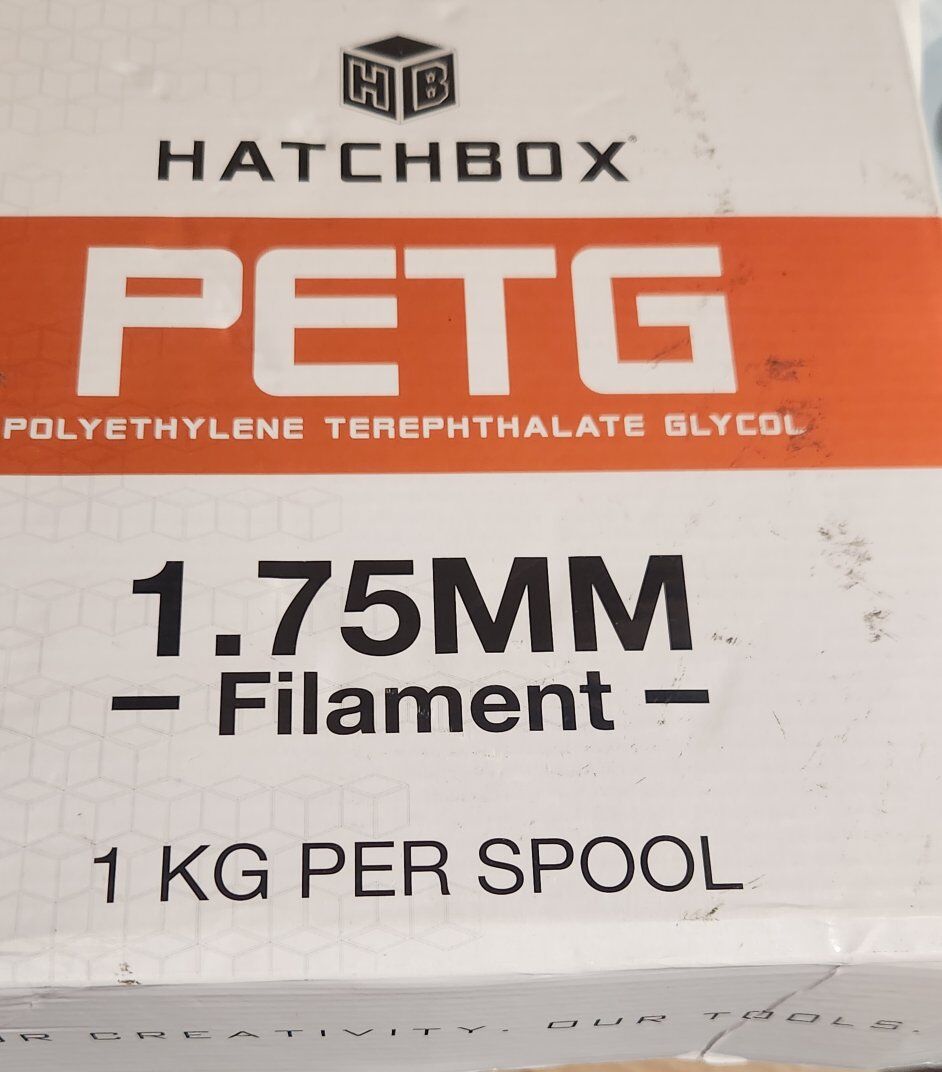 HB
HATCHBOX
PETG
POLYETHYLENE TEREPHTHALATE GLYCOL
1.75MM
– Filament –
1 KG PER SPOOL
CREATIVITY. OUR TOOLS.